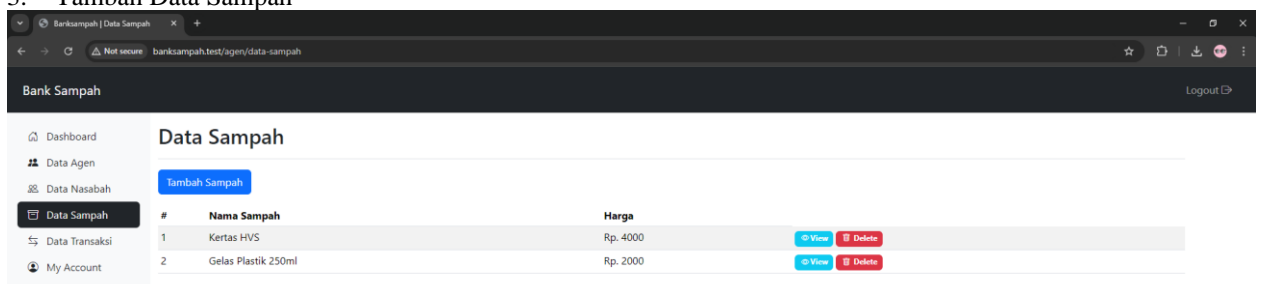 3. Tambah Data Sampah
Banksampah | Data Sampah
Not secure banksampah.test/agen/data-sampah
Bank Sampah
Logout
Dashboard
Data Agen
Data Nasabah
Data Sampah
Data Transaksi
My Account
Data Sampah
Tambah Sampah
# Nama Sampah Harga
1 Kertas HVS Rp. 4000 View Delete
2 Gelas Plastik 250ml Rp. 2000 View Delete